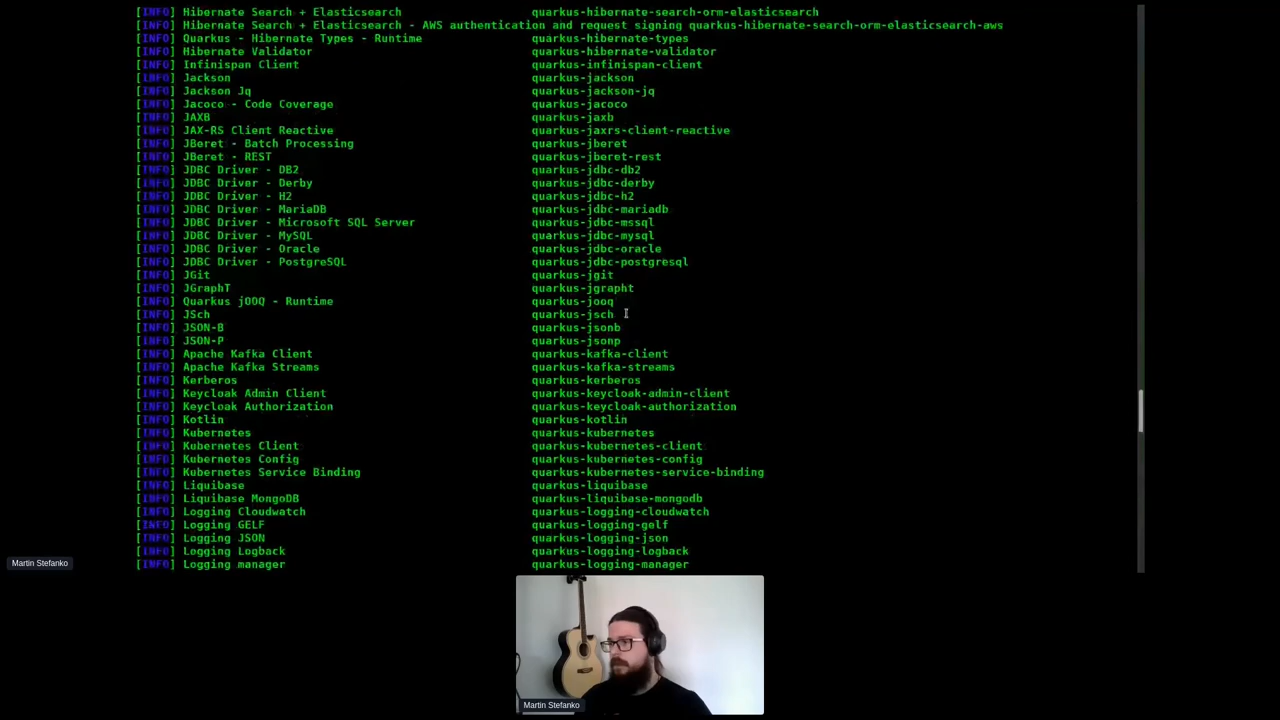 [INFO] Hibernate Search + Elasticsearch quarkus-hibernate-search-orm-elasticsearch
[INFO] Hibernate Search + Elasticsearch - AWS authentication and request signing quarkus-hibernate-search-orm-elasticsearch-aws
[INFO] Quarkus - Hibernate Types - Runtime quarkus-hibernate-types
[INFO] Hibernate Validator quarkus-hibernate-validator
[INFO] Infinispan Client quarkus-infinispan-client
[INFO] Jackson quarkus-jackson
[INFO] Jackson Jq quarkus-jackson-jq
[INFO] Jacoco - Code Coverage quarkus-jacoco
[INFO] JAXB quarkus-jaxb
[INFO] JAX-RS Client Reactive quarkus-jaxrs-client-reactive
[INFO] JBeret - Batch Processing quarkus-jberet
[INFO] JBeret - REST quarkus-jberet-rest
[INFO] JDBC Driver - DB2 quarkus-jdbc-db2
[INFO] JDBC Driver - Derby quarkus-jdbc-derby
[INFO] JDBC Driver - H2 quarkus-jdbc-h2
[INFO] JDBC Driver - MariaDB quarkus-jdbc-mariadb
[INFO] JDBC Driver - Microsoft SQL Server quarkus-jdbc-mssql
[INFO] JDBC Driver - MySQL quarkus-jdbc-mysql
[INFO] JDBC Driver - Oracle quarkus-jdbc-oracle
[INFO] JDBC Driver - PostgreSQL quarkus-jdbc-postgresql
[INFO] JGit quarkus-jgit
[INFO] JGraphT quarkus-jgrapht
[INFO] Quarkus jOOQ - Runtime quarkus-jooq
[INFO] JSch quarkus-jsch
[INFO] JSON-B quarkus-jsonb
[INFO] JSON-P quarkus-jsonp
[INFO] Apache Kafka Client quarkus-kafka-client
[INFO] Apache Kafka Streams quarkus-kafka-streams
[INFO] Kerberos quarkus-kerberos
[INFO] Keycloak Admin Client quarkus-keycloak-admin-client
[INFO] Keycloak Authorization quarkus-keycloak-authorization
[INFO] Kotlin quarkus-kotlin
[INFO] Kubernetes quarkus-kubernetes
[INFO] Kubernetes Client quarkus-kubernetes-client
[INFO] Kubernetes Config quarkus-kubernetes-config
[INFO] Kubernetes Service Binding quarkus-kubernetes-service-binding
[INFO] Liquibase quarkus-liquibase
[INFO] Liquibase MongoDB quarkus-liquibase-mongodb
[INFO] Logging Cloudwatch quarkus-logging-cloudwatch
[INFO] Logging GELF quarkus-logging-gelf
[INFO] Logging JSON quarkus-logging-json
[INFO] Logging Logback quarkus-logging-logback
[INFO] Logging manager quarkus-logging-manager
Martin Stefanko
Martin Stefanko